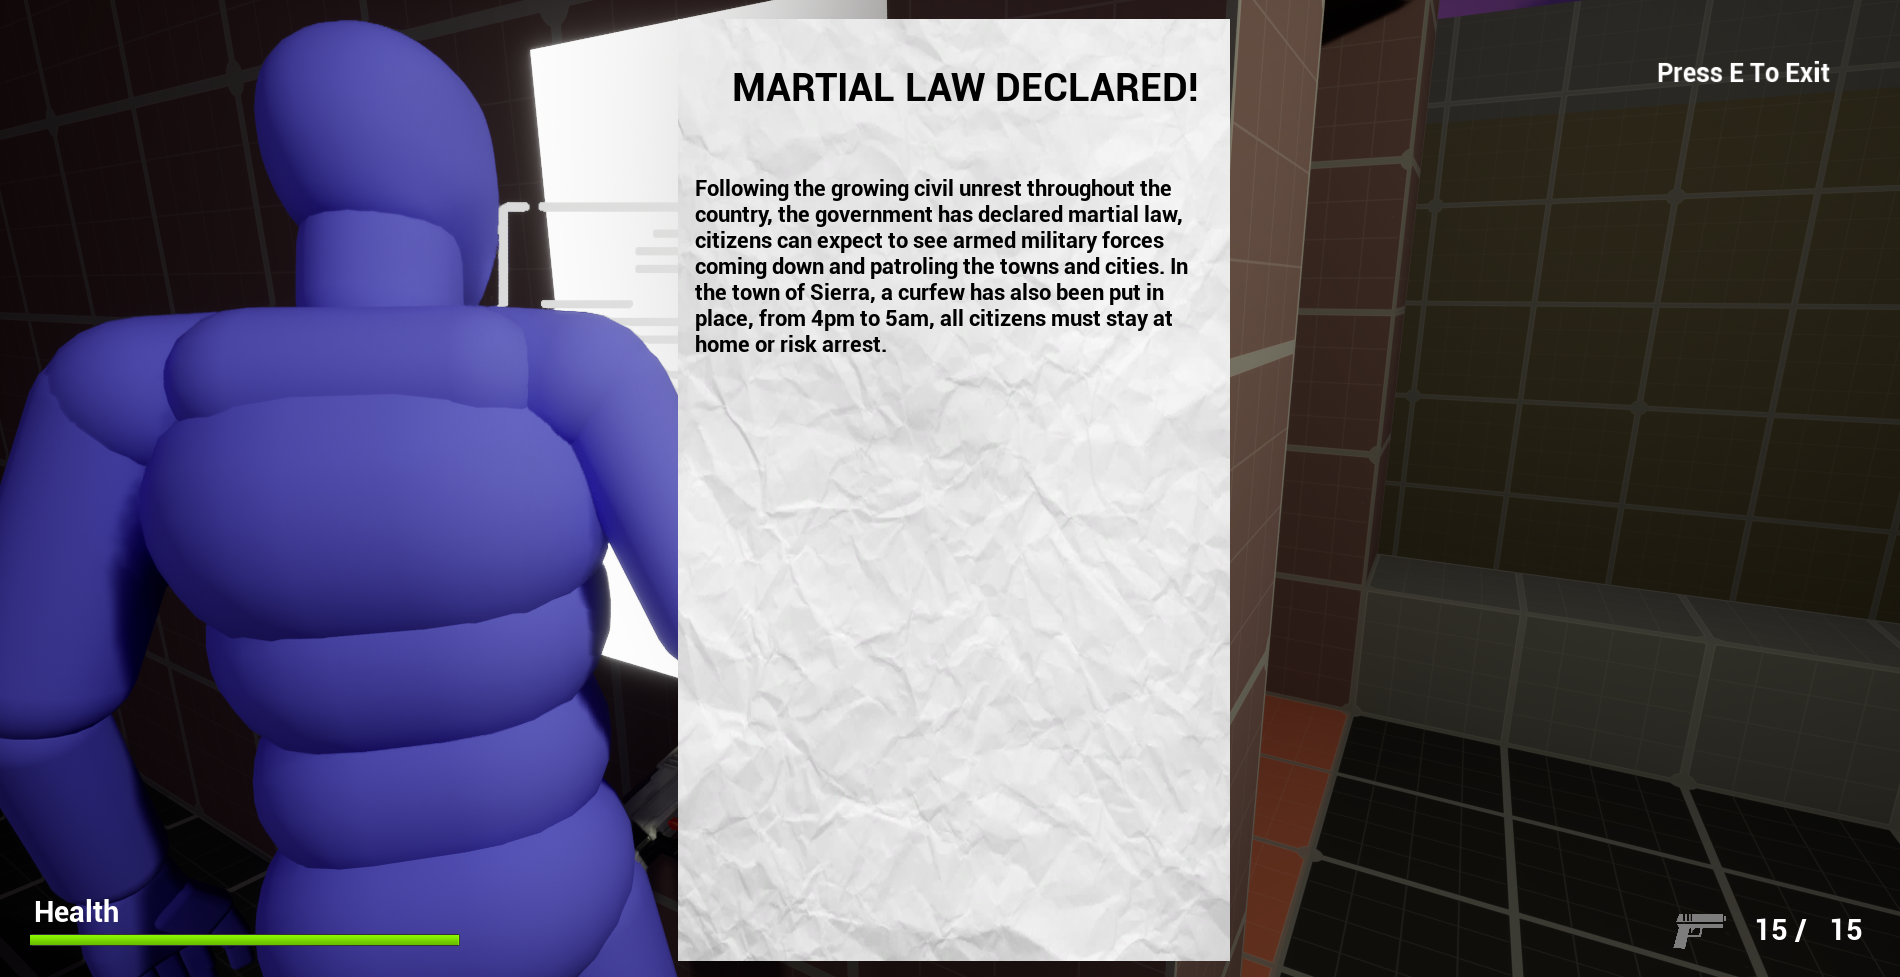 MARTIAL LAW DECLARED!
Press E To Exit
Following the growing civil unrest throughout the
country, the government has declared martial law,
citizens can expect to see armed military forces
coming down and patroling the towns and cities. In
the town of Sierra, a curfew has also been put in
place, from 4pm to 5am, all citizens must stay at
home or risk arrest.
Health
15 / 15